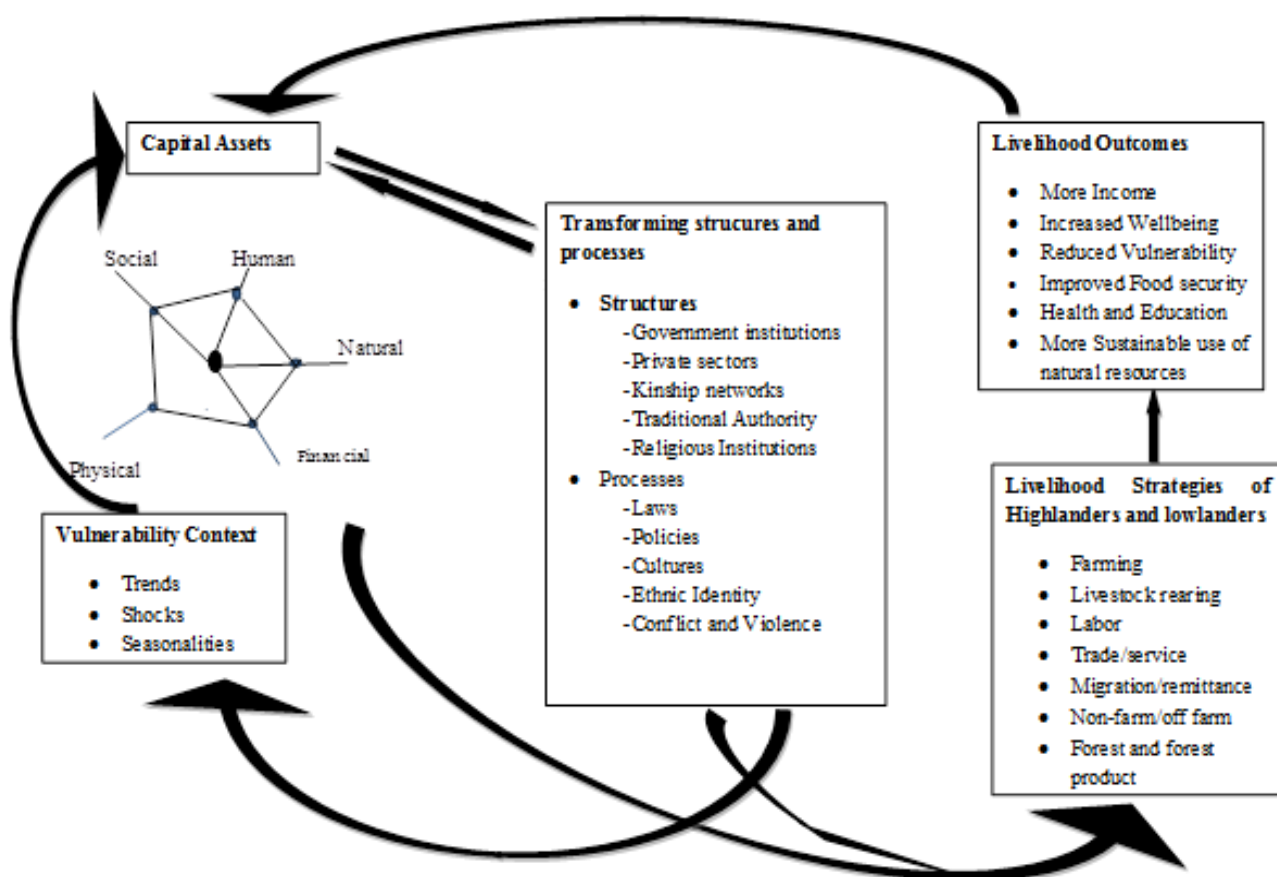 Capital Assets
Social
Human
Natural
Financial
Physical
Vulnerability Context
• Trends
• Shocks
• Seasonalities
Transforming strucures and
processes
• Structures
-Government institutions
-Private sectors
-Kinship networks
-Traditional Authority
-Religious Institutions
• Processes
-Laws
-Policies
-Cultures
-Ethnic Identity
-Conflict and Violence
Livelihood Outcomes
• More Income
• Increased Wellbeing
• Reduced Vulnerability
• Improved Food security
• Health and Education
• More Sustainable use of
natural resources
Livelihood Strategies of
Highlanders and lowlanders
• Farming
• Livestock rearing
• Labor
• Trade/service
• Migration/remittance
• Non-farm/off farm
• Forest and forest
product